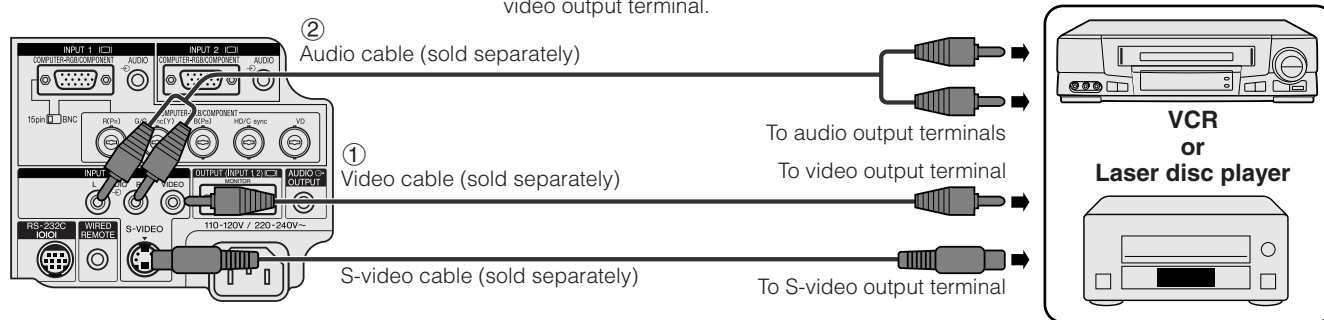 video output terminal.
②
Audio cable (sold separately)
INPUT 1
INPUT 2
COMPUTER-RGB/COMPONENT
AUDIO
COMPUTER-RGB/COMPONENT
AUDIO
15pin
BNC
R(PR)
B(PB)
HD/C sync
VD
To audio output terminals
VCR
or
Laser disc player
①
Video cable (sold separately)
To video output terminal
INPUT
L
R
VIDEO
OUTPUT (INPUT 1, 2)
MONITOR
AUDIO
OUTPUT
110-120V / 220-240V~
RS-232C
IOIOI
WIRED
REMOTE
S-VIDEO
S-video cable (sold separately)
To S-video output terminal